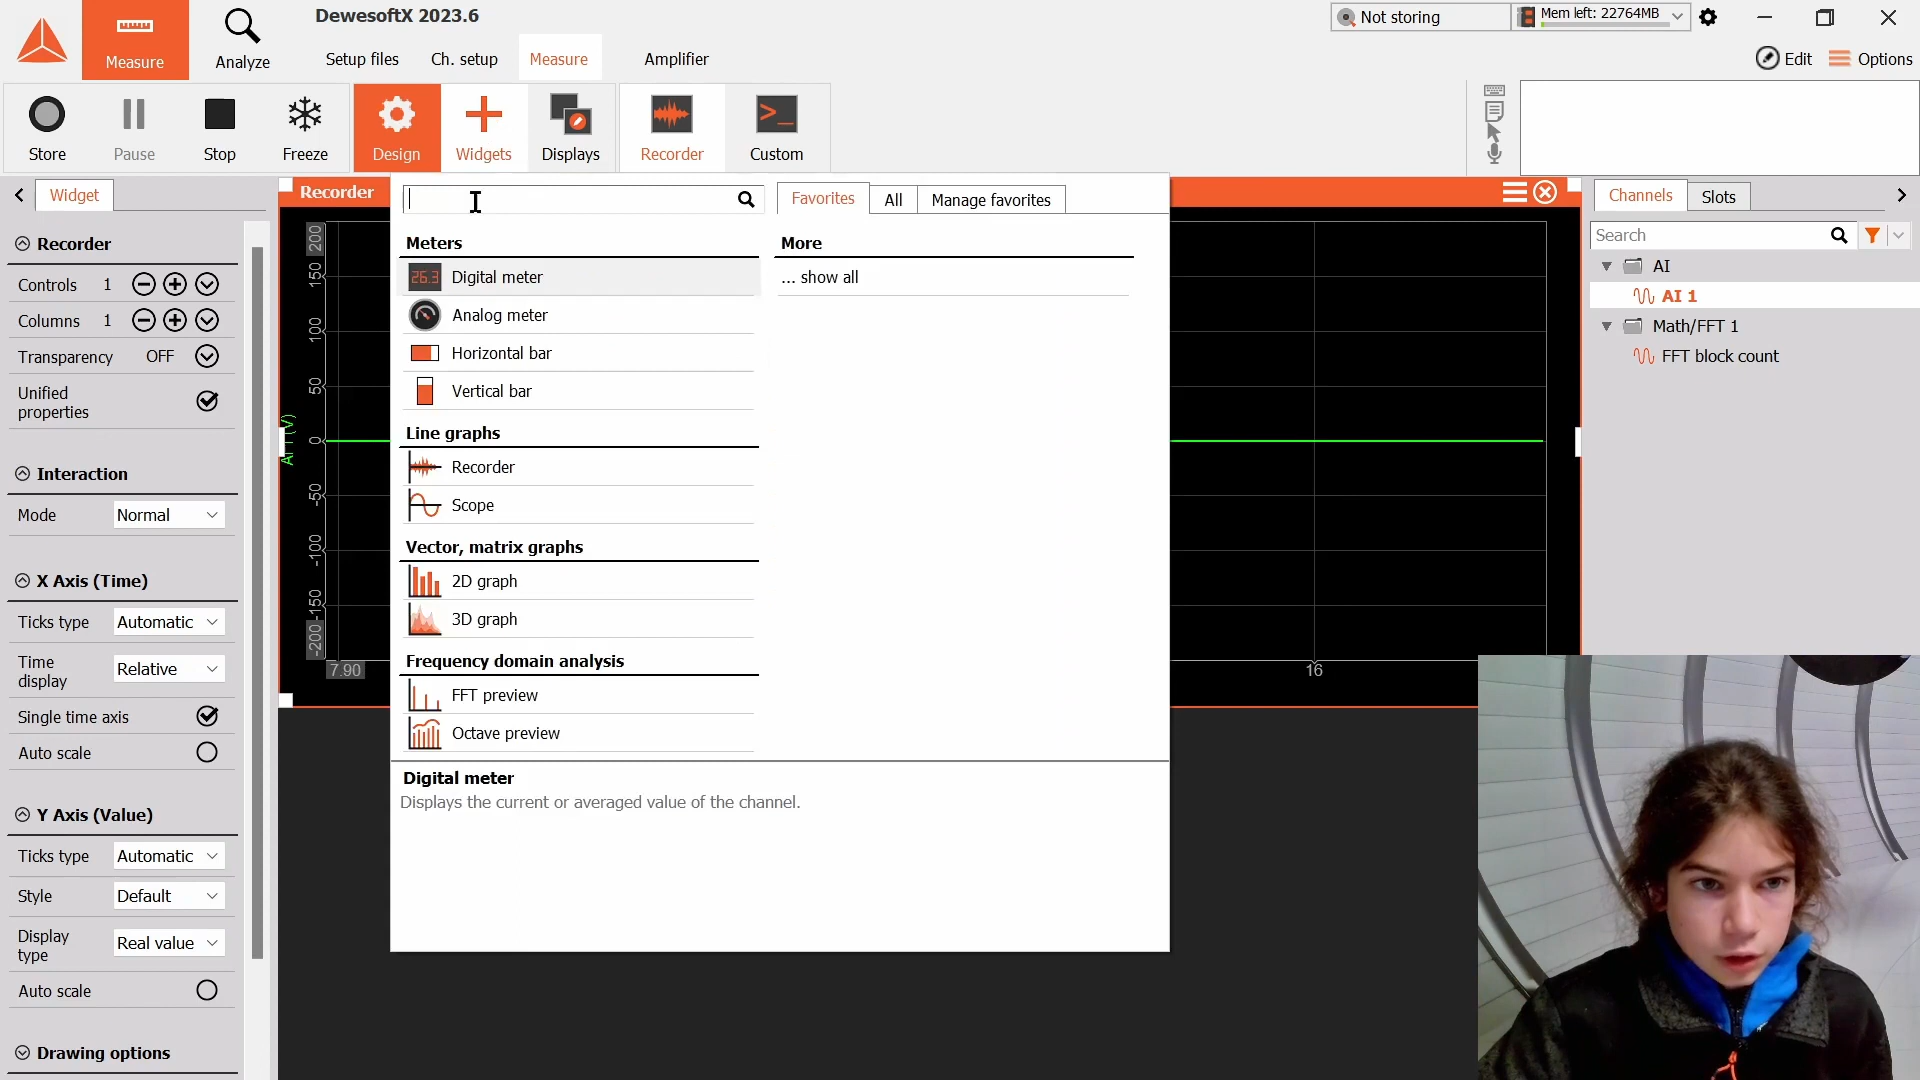 DewesoftX 2023.6
Not storing
Mem left: 22764MB
Measure
Analyze
Setup files
Ch. setup
Measure
Amplifier
Edit
Options
Store
Pause
Stop
Freeze
Design
Widgets
Displays
Recorder
Custom
Widget
Recorder
Controls 1
Columns 1
Transparency OFF
Unified
properties
Interaction
Mode Normal
X Axis (Time)
Ticks type Automatic
Time
display
Relative
Single time axis
Auto scale
Y Axis (Value)
Ticks type Automatic
Style Default
Display
type
Real value
Auto scale
Drawing options
Recorder
200
150
100
50
0
-50
-100
-150
-200
AI 1 (V)
7.90
16
Favorites
All
Manage favorites
Meters
Digital meter
Analog meter
Horizontal bar
Vertical bar
Line graphs
Recorder
Scope
Vector, matrix graphs
2D graph
3D graph
Frequency domain analysis
FFT preview
Octave preview
More
... show all
Digital meter
Displays the current or averaged value of the channel.
Channels
Slots
Search
AI
AI 1
Math/FFT 1
FFT block count